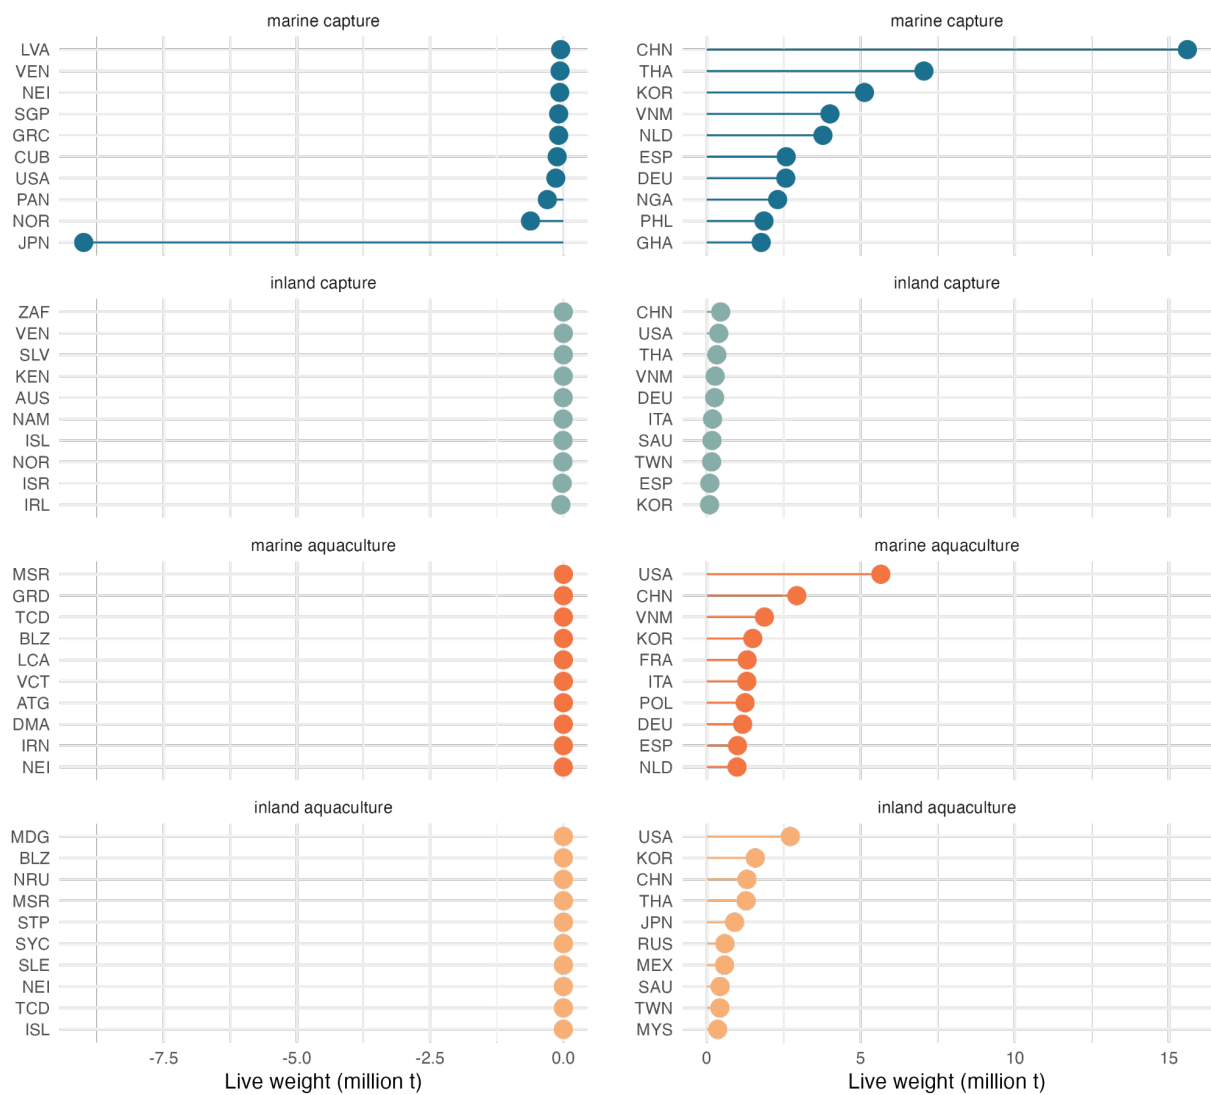 marine capture
LVA
VEN
NEI
SGP
GRC
CUB
USA
PAN
NOR
JPN
inland capture
ZAF
VEN
SLV
KEN
AUS
NAM
ISL
NOR
ISR
IRL
marine aquaculture
MSR
GRD
TCD
BLZ
LCA
VCT
ATG
DMA
IRN
NEI
inland aquaculture
MDG
BLZ
NRU
MSR
STP
SYC
SLE
NEI
TCD
ISL
-7.5 -5.0 -2.5 0.0
Live weight (million t)
marine capture
CHN
THA
KOR
VNM
NLD
ESP
DEU
NGA
PHL
GHA
inland capture
CHN
USA
THA
VNM
DEU
ITA
SAU
TWN
ESP
KOR
marine aquaculture
USA
CHN
VNM
KOR
FRA
ITA
POL
DEU
ESP
NLD
inland aquaculture
USA
KOR
CHN
THA
JPN
RUS
MEX
SAU
TWN
MYS
0 5 10 15
Live weight (million t)